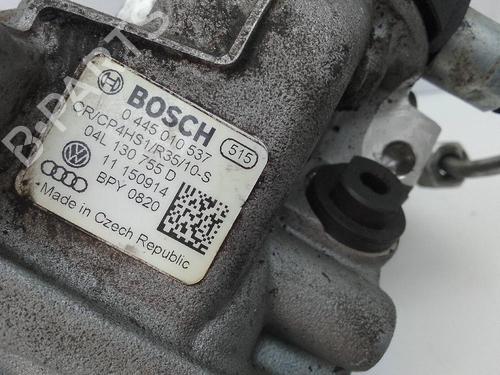 BOSCH
0 445 010 537
CR/CP4HS1/R35/10-S
515
04L 130 755 D
11 150914
BPY 0820
Made in Czech Republic
B-PARTS